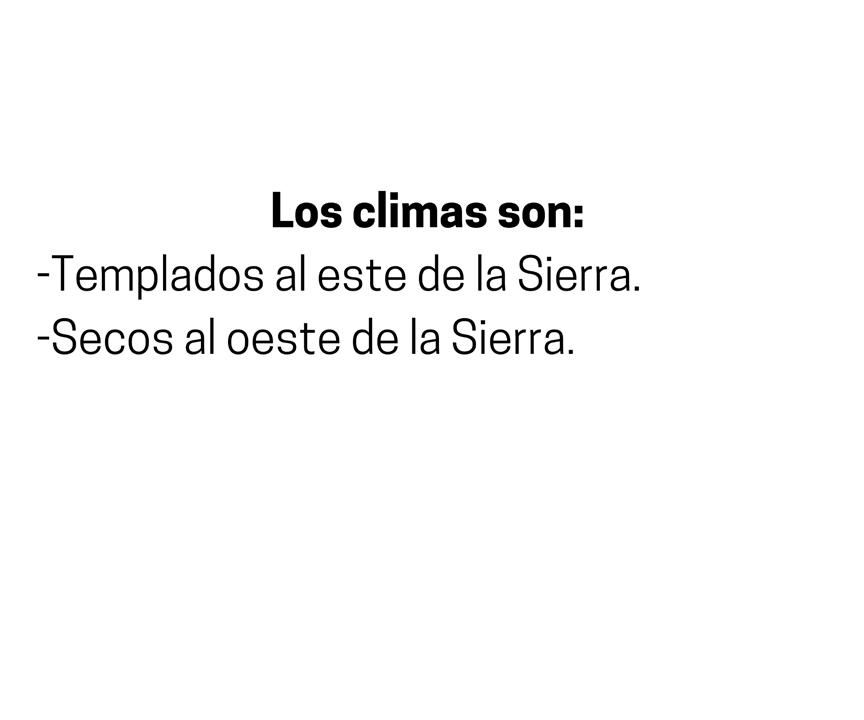 Los climas son:
-Templados al este de la Sierra.
-Secos al oeste de la Sierra.